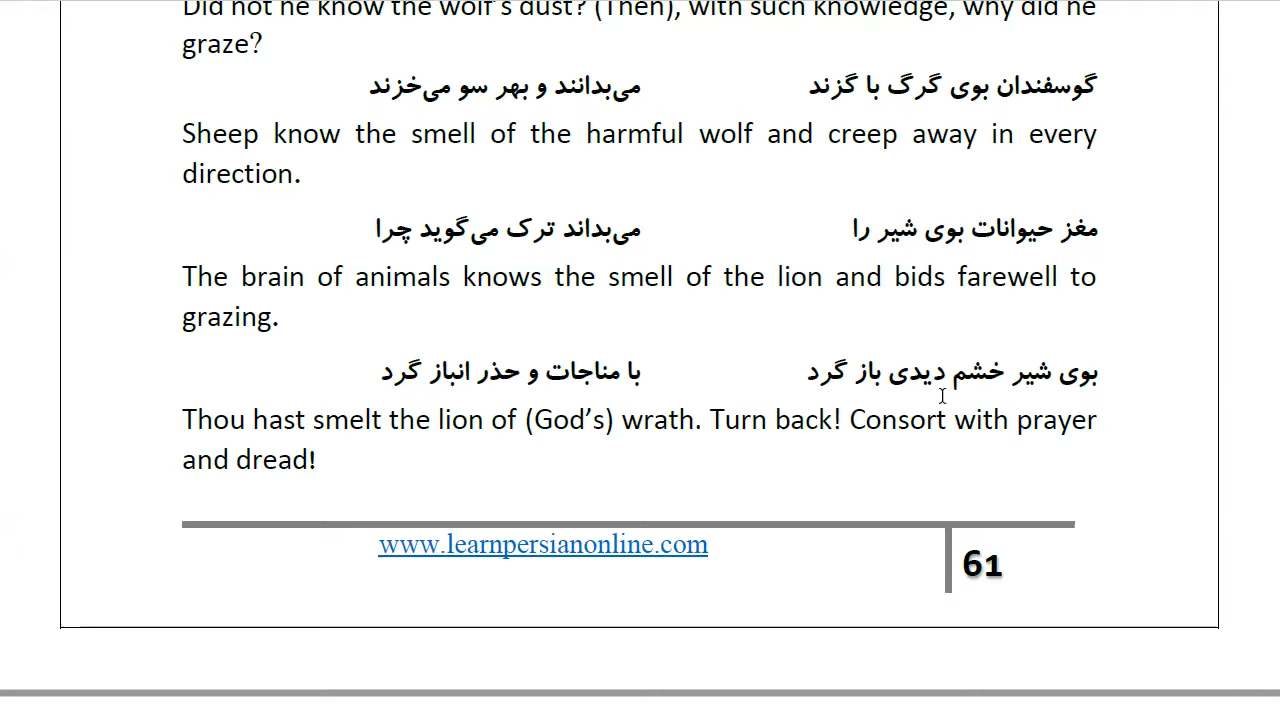 Did not he know the wolf's dust? (Then), with such knowledge, why did he
graze?
گوسفندان بوی گرگ با گزند می‌بدانند و بهر سو می‌خزند
Sheep know the smell of the harmful wolf and creep away in every
direction.
مغز حیوانات بوی شیر را می‌بداند ترک می‌گوید چرا
The brain of animals knows the smell of the lion and bids farewell to
grazing.
بوی شیر خشم دیدی باز گرد با مناجات و حذر انباز گرد
Thou hast smelt the lion of (God’s) wrath. Turn back! Consort with prayer
and dread!
www.learnpersianonline.com
61